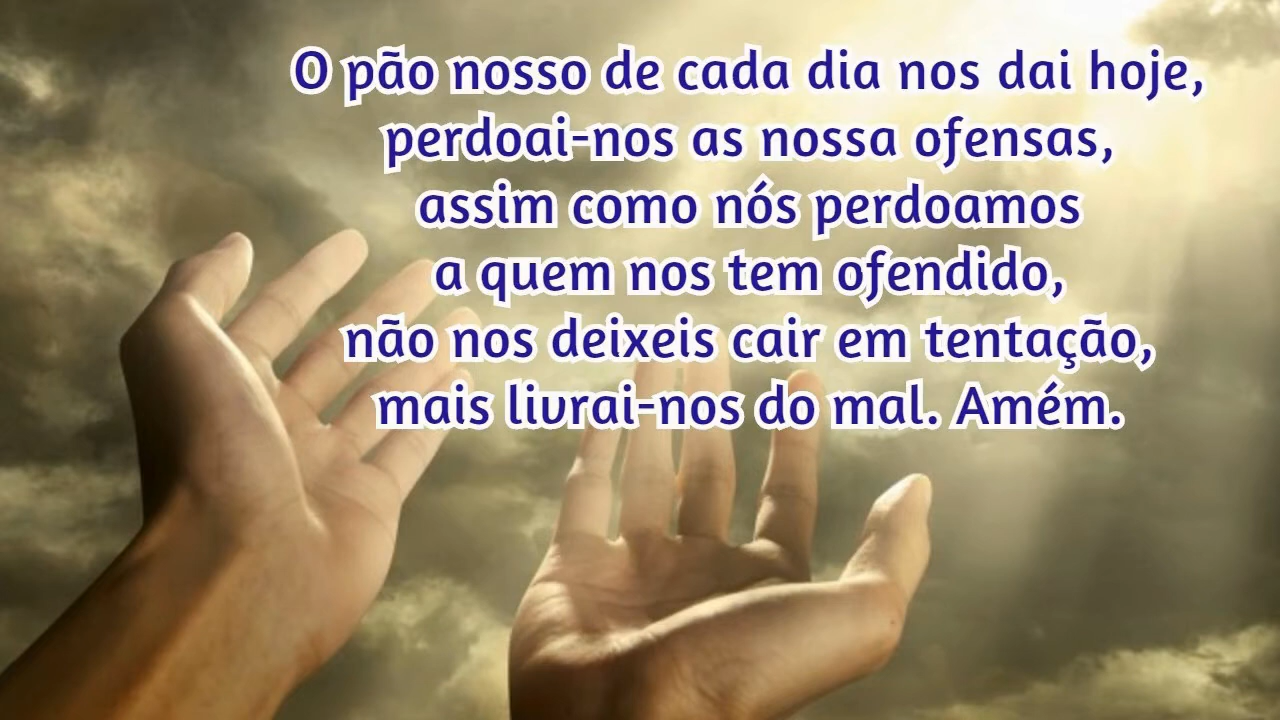 O pão nosso de cada dia nos dai hoje,
perdoai-nos as nossa ofensas,
assim como nós perdoamos
a quem nos tem ofendido,
não nos deixeis cair em tentação,
mais livrai-nos do mal. Amém.